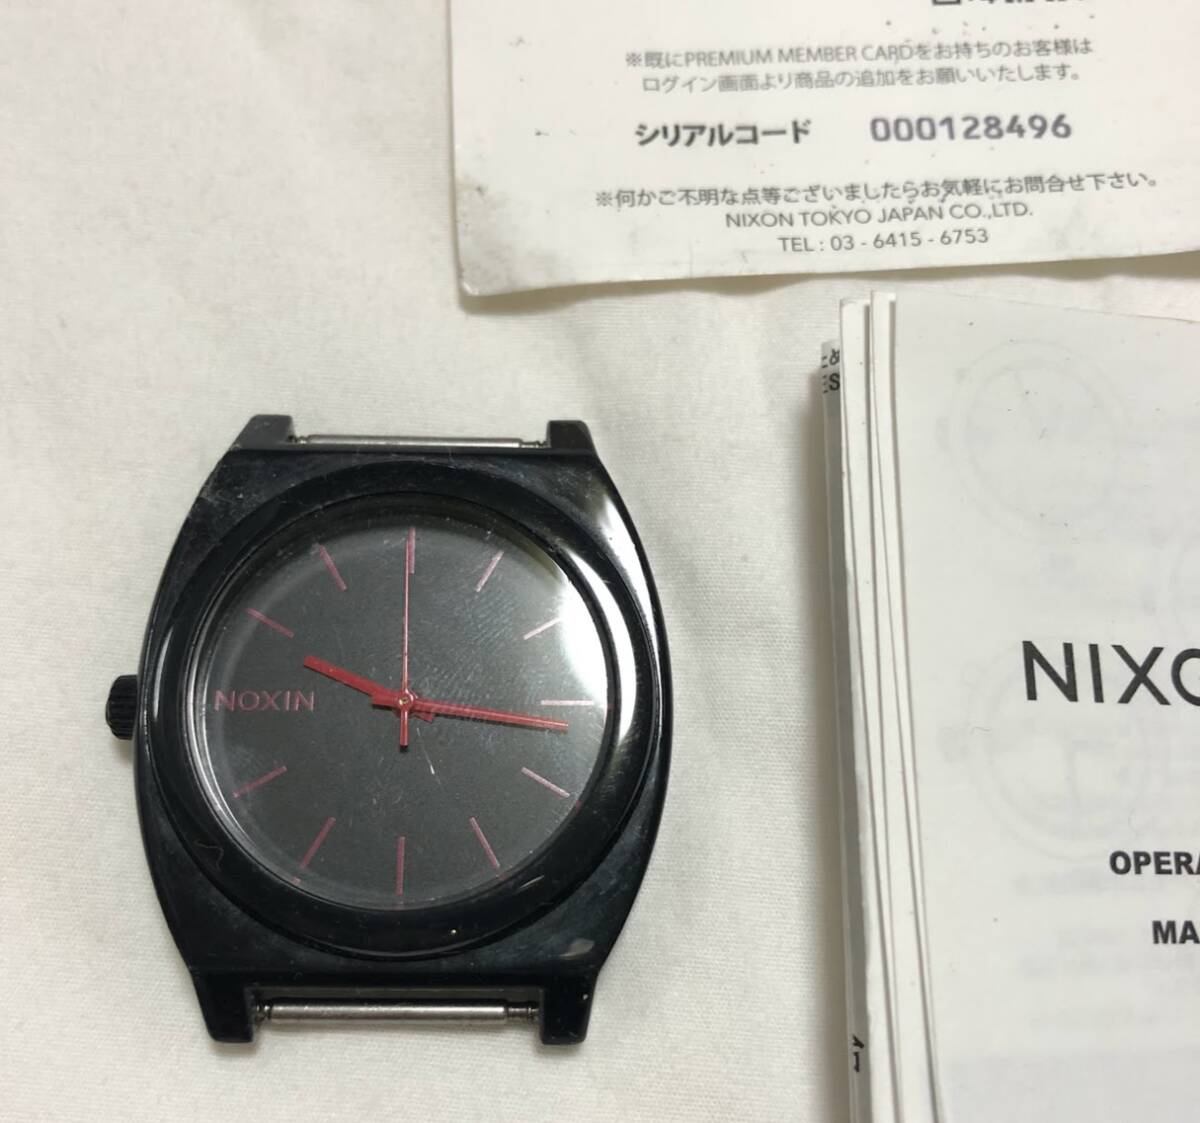 ※既にPREMIUM MEMBER CARDをお持ちのお客様は
ログイン画面より商品の追加をお願いいたします。
シリアルコード 000128496
※何かご不明な点等ございましたらお気軽にお問合せ下さい。
NIXON TOKYO JAPAN CO.,LTD.
TEL : 03 - 6415 - 6753
NOXIN
NIXO
OPERA
MA